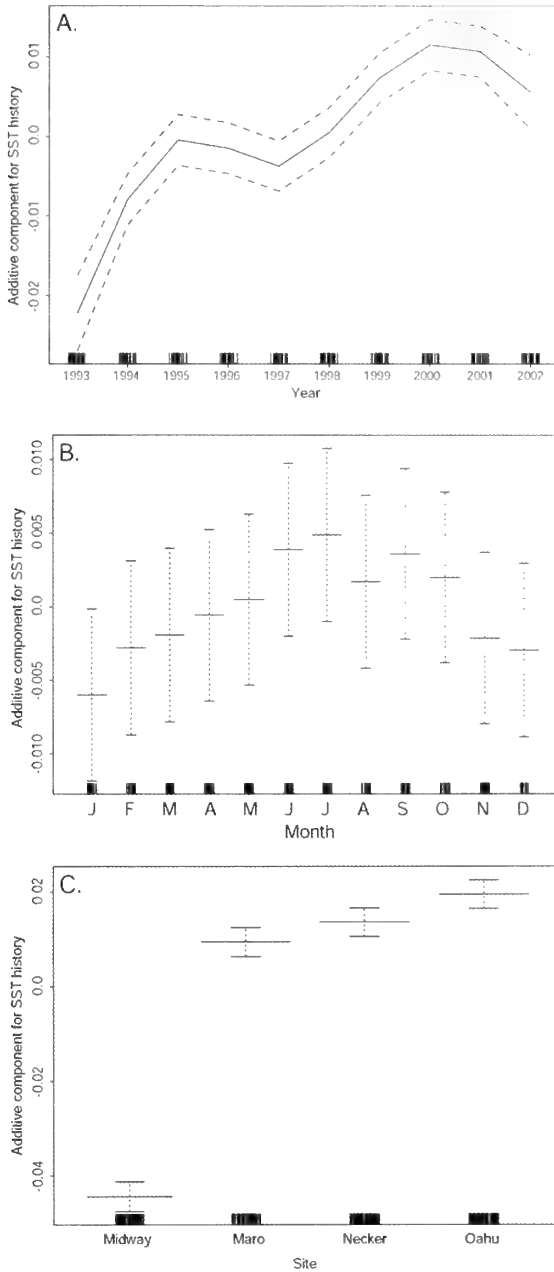 A.
Additive component for SST history
0.01
0.0
-0.01
-0.02
1993 1994 1995 1996 1997 1998 1999 2000 2001 2002
Year
B.
Additive component for SST history
0.010
0.005
0.0
-0.005
-0.010
J F M A M J J A S O N D
Month
C.
Additive component for SST history
0.02
0.0
-0.02
-0.04
Midway Maro Necker Oahu
Site